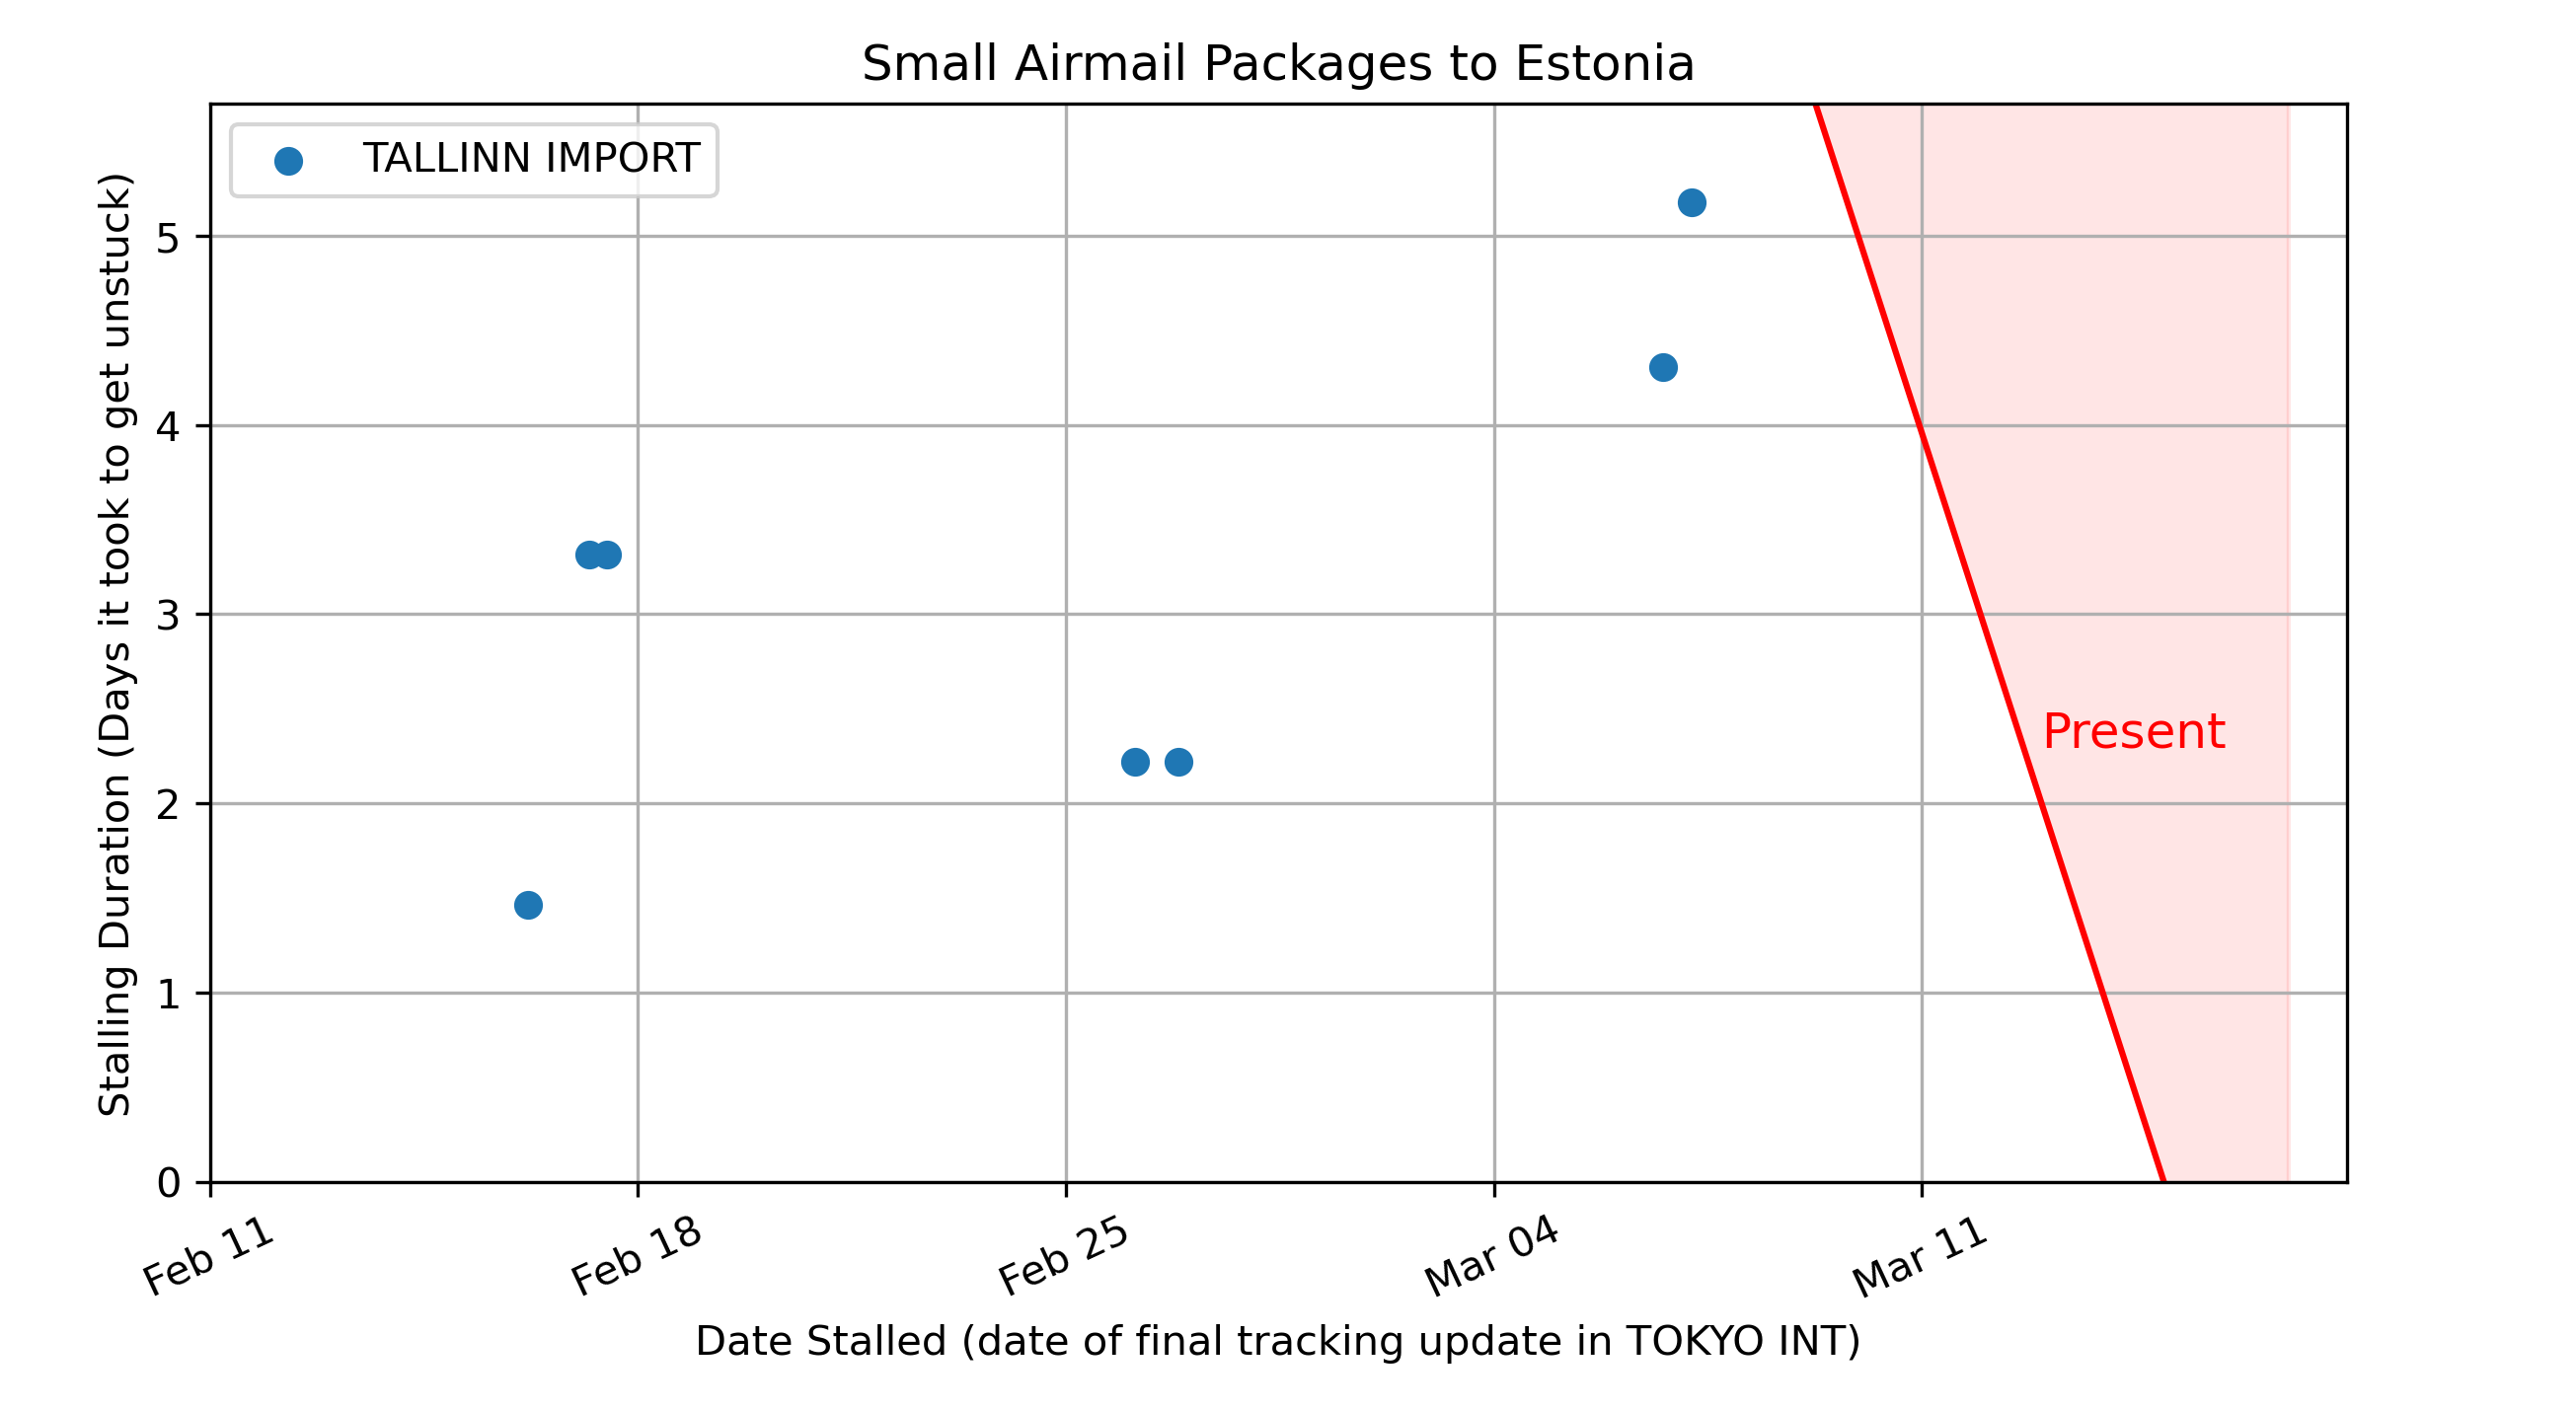 Small Airmail Packages to Estonia
TALLINN IMPORT
Stalling Duration (Days it took to get unstuck)
5
4
3
2
1
0
Present
Feb 11
Feb 18
Feb 25
Mar 04
Mar 11
Date Stalled (date of final tracking update in TOKYO INT)